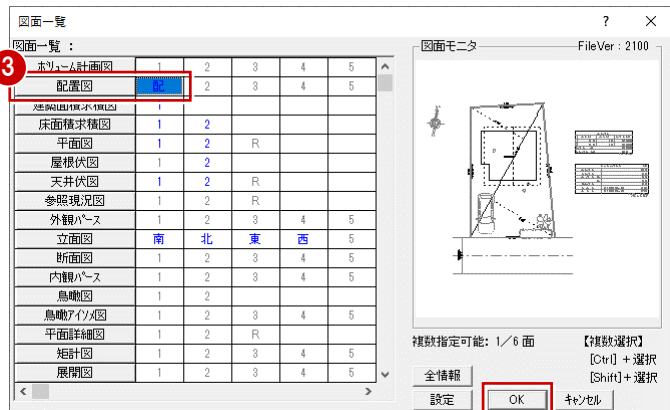 図面一覧 ? ×
図面一覧 :
3
ボリューム計画図 1 2 3 4 5
配置図 配 2 3 4 5
建築面積求積図 1
床面積求積図 1 2
平面図 1 2 R
屋根伏図 1 2
天井伏図 1 2 R
参照現況図 1 2 R
外観パース 1 2 3 4 5
立面図 南 北 東 西 5
断面図 1 2 3 4 5
内観パース 1 2 3 4 5
鳥瞰図 1 2
鳥瞰アイソメ図 1 2 3 4 5
平面詳細図 1 2 R
矩計図 1 2 3 4 5
展開図 1 2 3 4 5
図面モニタ FileVer : 2100
複数指定可能: 1/6 面 【複数選択】
[Ctrl] + 選択
[Shift] + 選択
全情報
設定 OK キャンセル